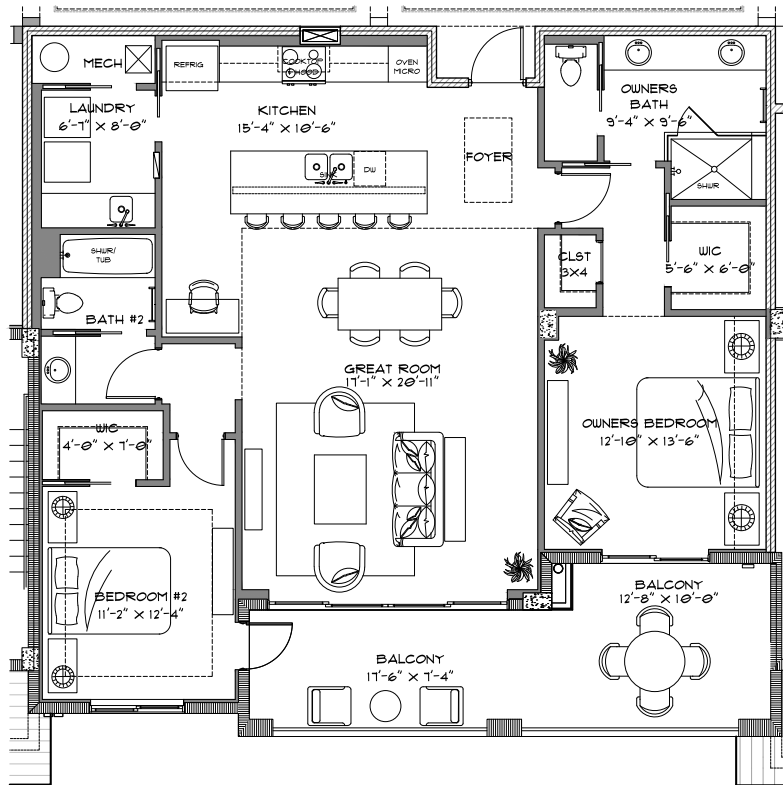 MECH
REFRIG
COOKTOP
HOOD
OVEN
MICRO
OWNERS
BATH
9'-4" X 9'-6"
LAUNDRY
6'-7" X 8'-0"
KITCHEN
15'-4" X 10'-6"
FOYER
SINK
DW
SHWR
SHWR/
TUB
CLST
3X4
WIC
5'-6" X 6'-0"
BATH #2
GREAT ROOM
17'-1" X 20'-11"
WIC
4'-0" X 7'-0"
OWNERS BEDROOM
12'-10" X 13'-6"
BEDROOM #2
11'-2" X 12'-4"
BALCONY
12'-8" X 10'-0"
BALCONY
17'-6" X 7'-4"